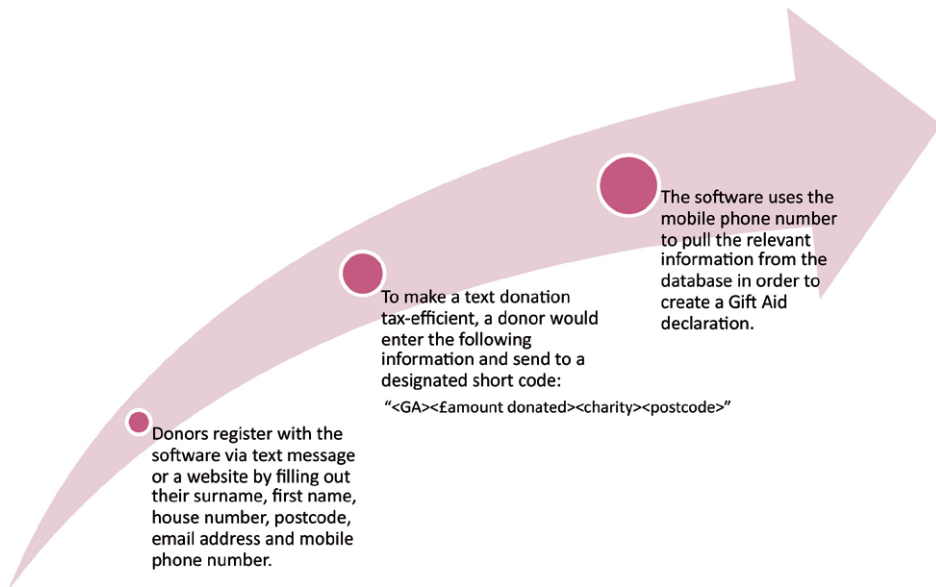 Donors register with the
software via text message
or a website by filling out
their surname, first name,
house number, postcode,
email address and mobile
phone number.
To make a text donation
tax-efficient, a donor would
enter the following
information and send to a
designated short code:
“<GA><£amount donated><charity><postcode>”
The software uses the
mobile phone number
to pull the relevant
information from the
database in order to
create a Gift Aid
declaration.